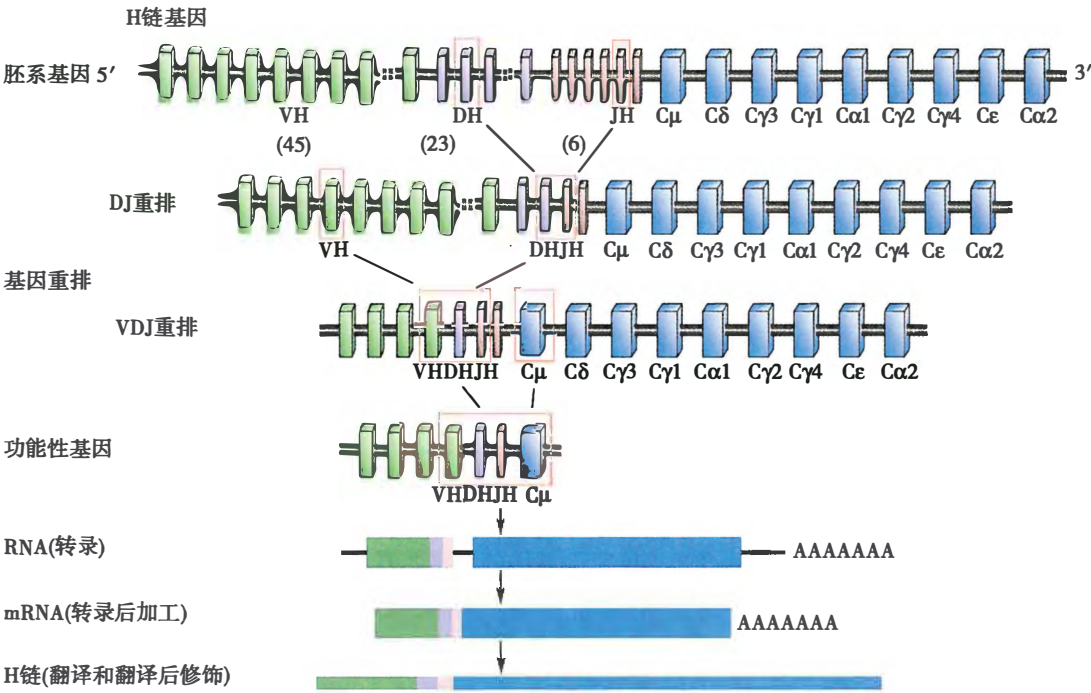 H链基因
胚系基因 5′ 3′
VH DH JH Cμ Cδ Cγ3 Cγ1 Cα1 Cγ2 Cγ4 Cε Cα2
(45) (23) (6)
DJ重排
VH DHJH Cμ Cδ Cγ3 Cγ1 Cα1 Cγ2 Cγ4 Cε Cα2
基因重排
VDJ重排
VHDHJH Cμ Cδ Cγ3 Cγ1 Cα1 Cγ2 Cγ4 Cε Cα2
功能性基因
VHDHJH Cμ
RNA(转录) AAAAAAA
mRNA(转录后加工) AAAAAAA
H链(翻译和翻译后修饰)